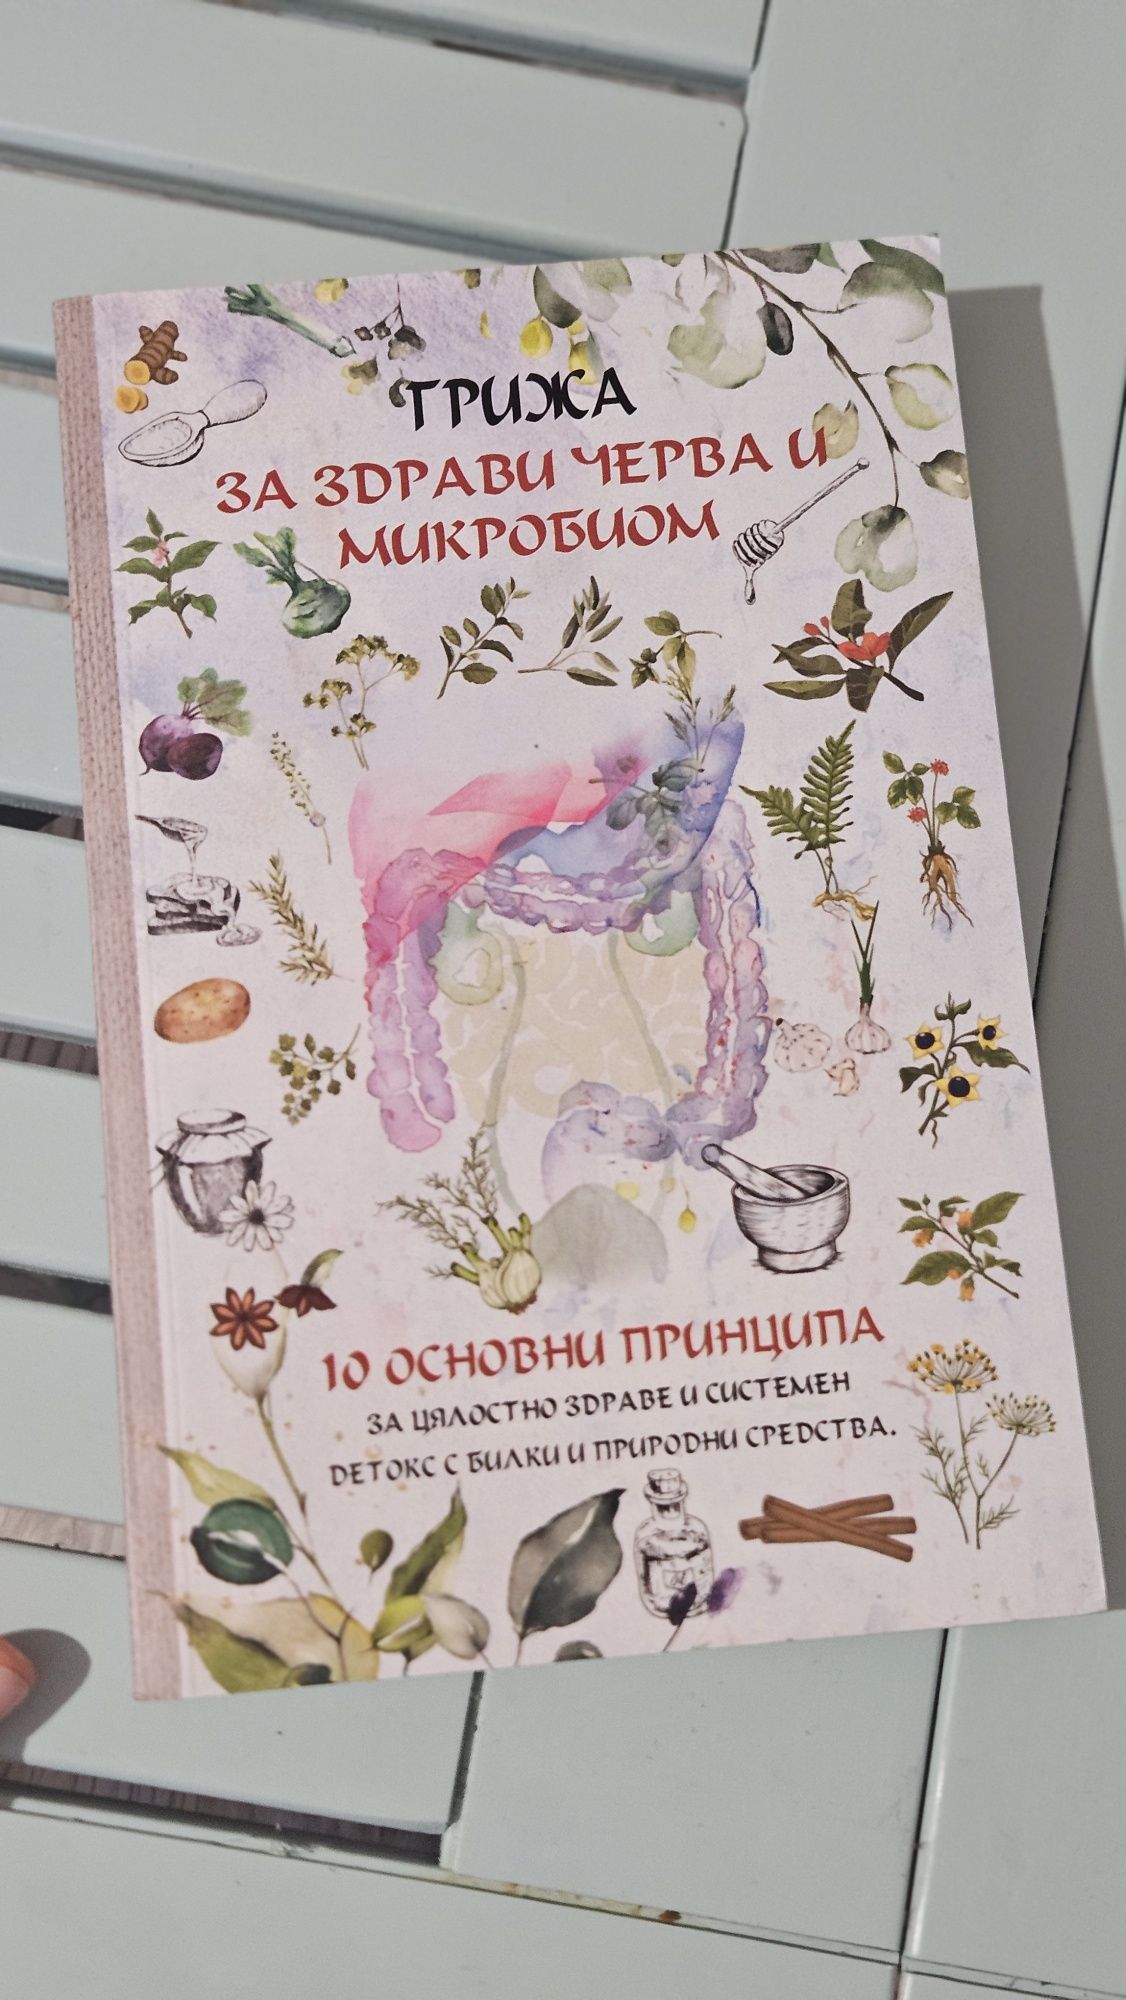 ГРИЖА
ЗА ЗДРАВИ ЧЕРВА И
МИКРОБИОМ
10 ОСНОВНИ ПРИНЦИПА
ЗА ЦЯЛОСТНО ЗДРАВЕ И СИСТЕМЕН
ДЕТОКС С БИЛКИ И ПРИРОДНИ СРЕДСТВА.